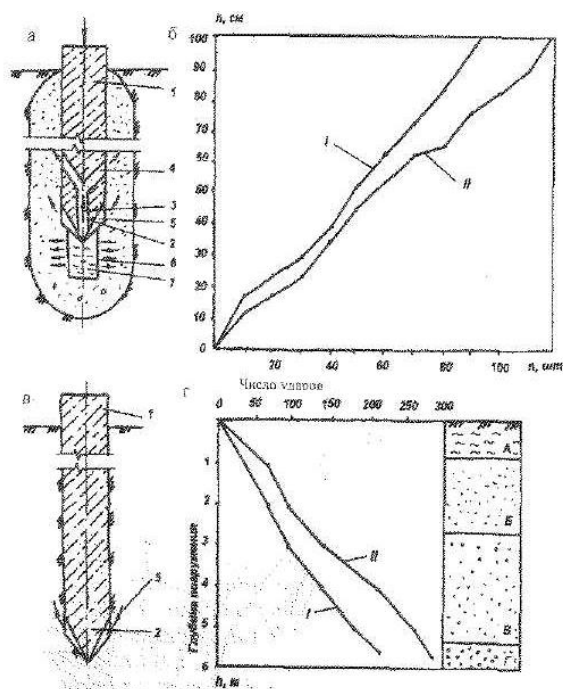 а
1
4
3
5
2
6
7
б
h, см
100
90
80
70
60
50
40
30
20
10
0
I
II
20
40
60
80
100
n, шт
в
1
5
2
г
Число ударов
0
50
100
150
200
250
300
1
2
3
4
5
6
Глубина погружения
h, м
I
II
А
Б
В
Г